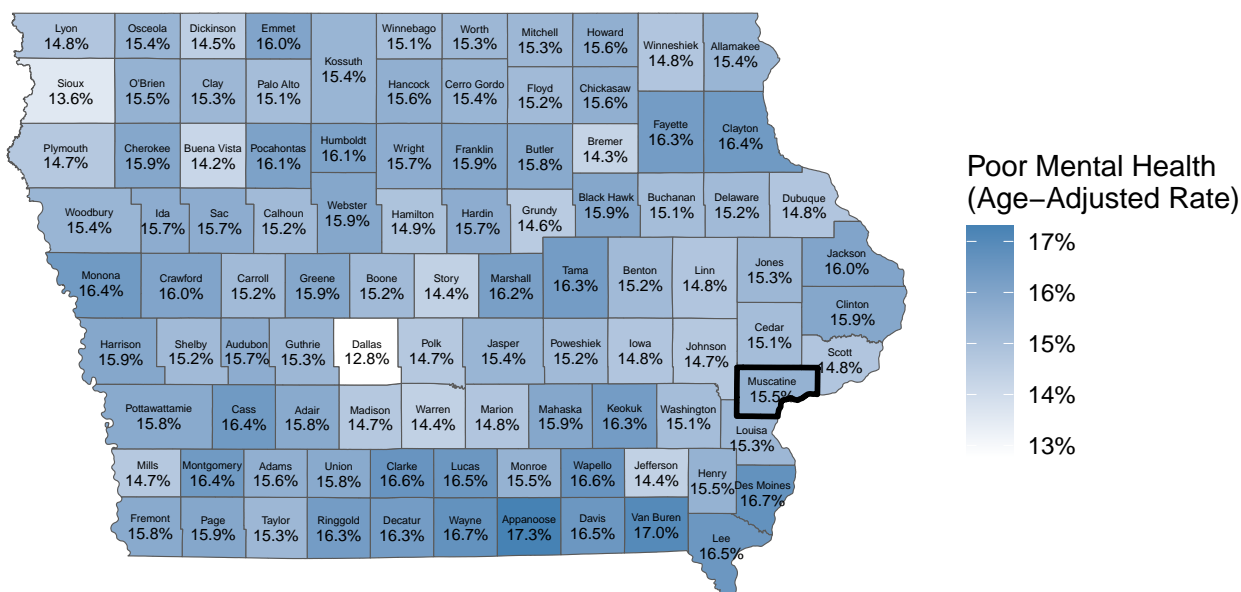 Lyon
14.8%
Osceola
15.4%
Dickinson
14.5%
Emmet
16.0%
Kossuth
15.4%
Winnebago
15.1%
Worth
15.3%
Mitchell
15.3%
Howard
15.6%
Winneshiek
14.8%
Allamakee
15.4%
Sioux
13.6%
O'Brien
15.5%
Clay
15.3%
Palo Alto
15.1%
Hancock
15.6%
Cerro Gordo
15.4%
Floyd
15.2%
Chickasaw
15.6%
Fayette
16.3%
Clayton
16.4%
Plymouth
14.7%
Cherokee
15.9%
Buena Vista
14.2%
Pocahontas
16.1%
Humboldt
16.1%
Wright
15.7%
Franklin
15.9%
Butler
15.8%
Bremer
14.3%
Woodbury
15.4%
Ida
15.7%
Sac
15.7%
Calhoun
15.2%
Webster
15.9%
Hamilton
14.9%
Hardin
15.7%
Grundy
14.6%
Black Hawk
15.9%
Buchanan
15.1%
Delaware
15.2%
Dubuque
14.8%
Monona
16.4%
Crawford
16.0%
Carroll
15.2%
Greene
15.9%
Boone
15.2%
Story
14.4%
Marshall
16.2%
Tama
16.3%
Benton
15.2%
Linn
14.8%
Jones
15.3%
Jackson
16.0%
Clinton
15.9%
Harrison
15.9%
Shelby
15.2%
Audubon
15.7%
Guthrie
15.3%
Dallas
12.8%
Polk
14.7%
Jasper
15.4%
Poweshiek
15.2%
Iowa
14.8%
Johnson
14.7%
Cedar
15.1%
Scott
14.8%
Muscatine
15.5%
Pottawattamie
15.8%
Cass
16.4%
Adair
15.8%
Madison
14.7%
Warren
14.4%
Marion
14.8%
Mahaska
15.9%
Keokuk
16.3%
Washington
15.1%
Louisa
15.3%
Mills
14.7%
Montgomery
16.4%
Adams
15.6%
Union
15.8%
Clarke
16.6%
Lucas
16.5%
Monroe
15.5%
Wapello
16.6%
Jefferson
14.4%
Henry
15.5%
Des Moines
16.7%
Fremont
15.8%
Page
15.9%
Taylor
15.3%
Ringgold
16.3%
Decatur
16.3%
Wayne
16.7%
Appanoose
17.3%
Davis
16.5%
Van Buren
17.0%
Lee
16.5%
Poor Mental Health
(Age−Adjusted Rate)
17%
16%
15%
14%
13%